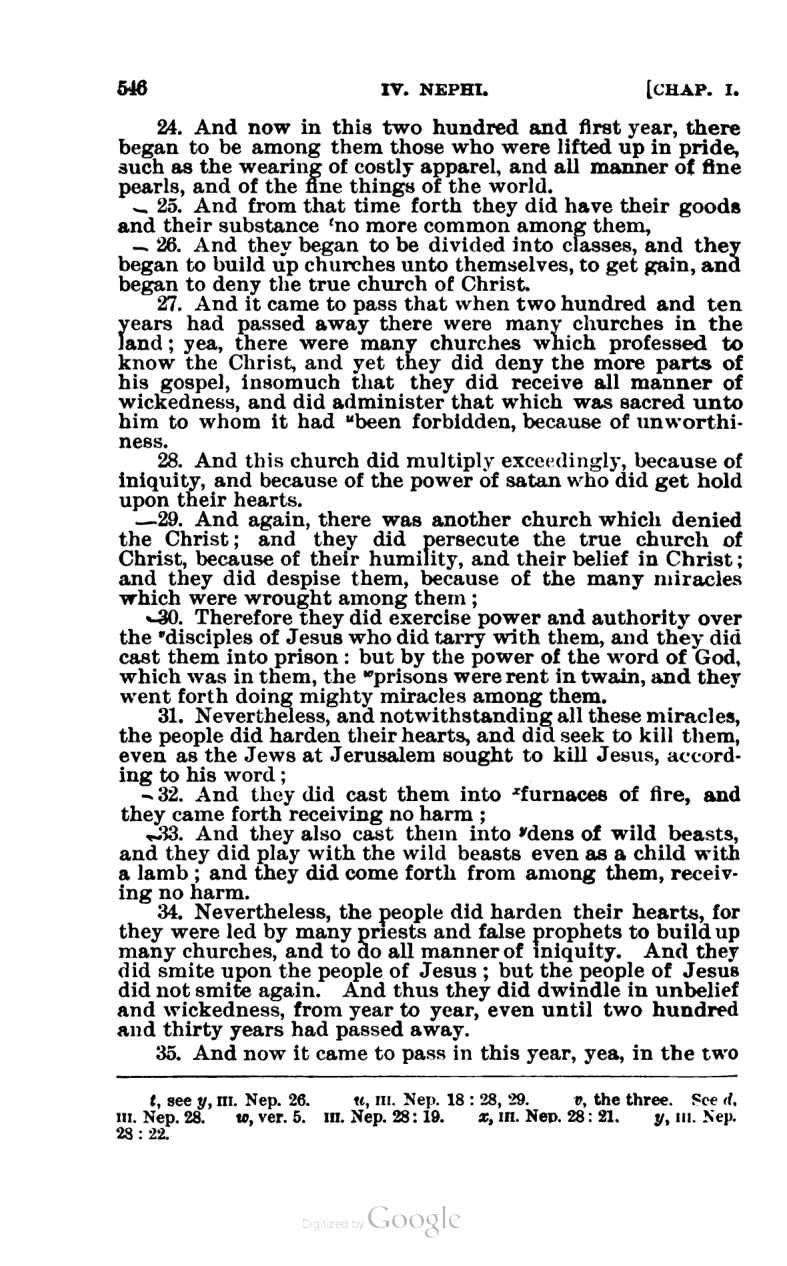 546 IV. NEPHI. [CHAP. I.
24. And now in this two hundred and first year, there
began to be among them those who were lifted up in pride,
such as the wearing of costly apparel, and all manner of fine
pearls, and of the fine things of the world.
25. And from that time forth they did have their goods
and their substance ᵗno more common among them,
26. And they began to be divided into classes, and they
began to build up churches unto themselves, to get gain, and
began to deny the true church of Christ.
27. And it came to pass that when two hundred and ten
years had passed away there were many churches in the
land; yea, there were many churches which professed to
know the Christ, and yet they did deny the more parts of
his gospel, insomuch that they did receive all manner of
wickedness, and did administer that which was sacred unto
him to whom it had ᵘbeen forbidden, because of unworthi-
ness.
28. And this church did multiply exceedingly, because of
iniquity, and because of the power of satan who did get hold
upon their hearts.
29. And again, there was another church which denied
the Christ; and they did persecute the true church of
Christ, because of their humility, and their belief in Christ;
and they did despise them, because of the many miracles
which were wrought among them;
30. Therefore they did exercise power and authority over
the ᵛdisciples of Jesus who did tarry with them, and they did
cast them into prison: but by the power of the word of God,
which was in them, the ʷprisons were rent in twain, and they
went forth doing mighty miracles among them.
31. Nevertheless, and notwithstanding all these miracles,
the people did harden their hearts, and did seek to kill them,
even as the Jews at Jerusalem sought to kill Jesus, accord-
ing to his word;
32. And they did cast them into ˣfurnaces of fire, and
they came forth receiving no harm;
33. And they also cast them into ʸdens of wild beasts,
and they did play with the wild beasts even as a child with
a lamb; and they did come forth from among them, receiv-
ing no harm.
34. Nevertheless, the people did harden their hearts, for
they were led by many priests and false prophets to build up
many churches, and to do all manner of iniquity. And they
did smite upon the people of Jesus; but the people of Jesus
did not smite again. And thus they did dwindle in unbelief
and wickedness, from year to year, even until two hundred
and thirty years had passed away.
35. And now it came to pass in this year, yea, in the two
t, see y, III. Nep. 26. u, III. Nep. 18:28, 29. v, the three. See d,
III. Nep. 28. w, ver. 5. III. Nep. 28:19. x, III. Nep. 28:21. y, III. Nep.
28:22.
Digitized by Google